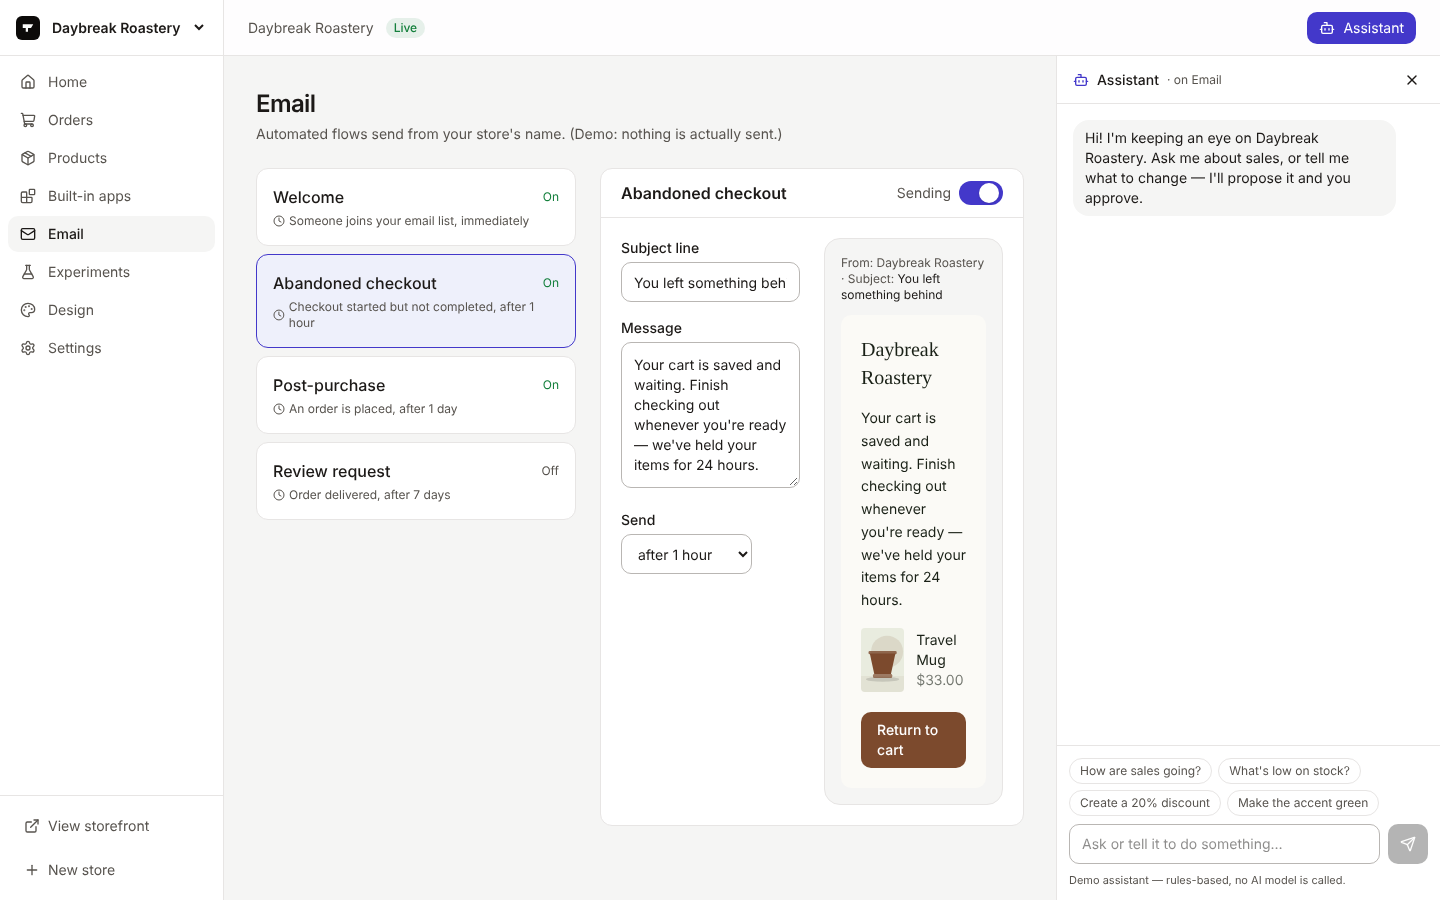 Daybreak Roastery
Home
Orders
Products
Built-in apps
Email
Experiments
Design
Settings
View storefront
New store
Daybreak Roastery Live
Assistant
Email
Automated flows send from your store's name. (Demo: nothing is actually sent.)
Welcome On
Someone joins your email list, immediately
Abandoned checkout On
Checkout started but not completed, after 1
hour
Post-purchase On
An order is placed, after 1 day
Review request Off
Order delivered, after 7 days
Abandoned checkout Sending
Subject line
You left something beh
Message
Your cart is saved and
waiting. Finish
checking out
whenever you're ready
— we've held your
items for 24 hours.
Send
after 1 hour
From: Daybreak Roastery
· Subject: You left
something behind
Daybreak
Roastery
Your cart is
saved and
waiting. Finish
checking out
whenever
you're ready —
we've held your
items for 24
hours.
Travel
Mug
$33.00
Return to
cart
Assistant · on Email
Hi! I'm keeping an eye on Daybreak
Roastery. Ask me about sales, or tell me
what to change — I'll propose it and you
approve.
How are sales going? What's low on stock?
Create a 20% discount Make the accent green
Ask or tell it to do something...
Demo assistant — rules-based, no AI model is called.